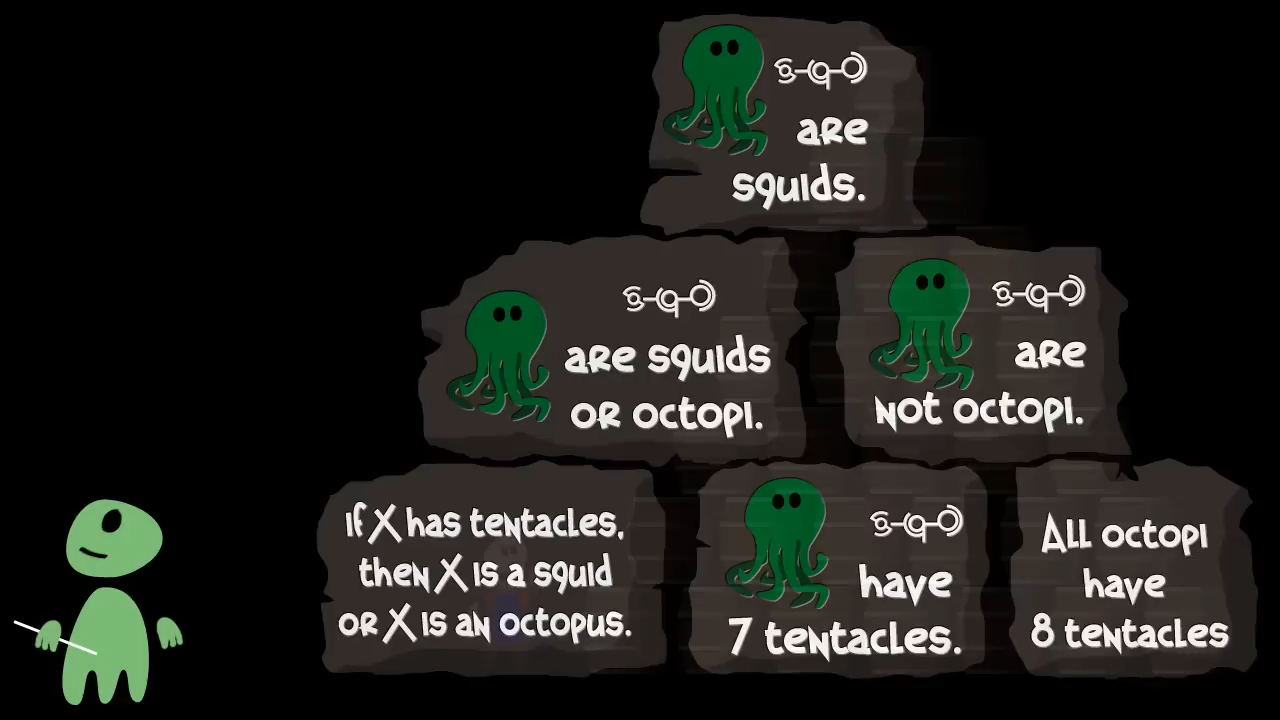 are
squids.
are squids
or octopi.
are
not octopi.
If X has tentacles,
then X is a squid
or X is an octopus.
have
7 tentacles.
All octopi
have
8 tentacles